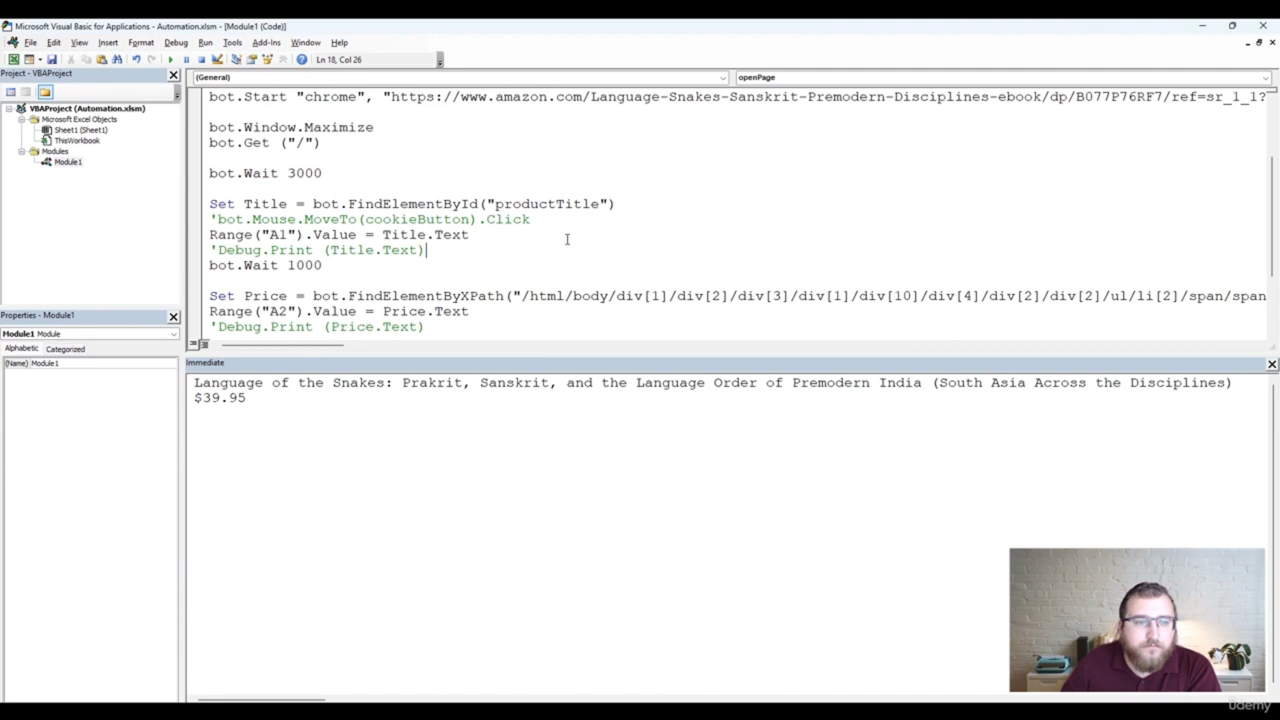 Microsoft Visual Basic for Applications - Automation.xlsm - [Module1 (Code)]
File Edit View Insert Format Debug Run Tools Add-Ins Window Help
Ln 18, Col 26
Project - VBAProject
VBAProject (Automation.xlsm)
Microsoft Excel Objects
Sheet1 (Sheet1)
ThisWorkbook
Modules
Module1
Properties - Module1
Module1 Module
Alphabetic Categorized
(Name) Module1
(General) openPage
bot.Start "chrome", "https://www.amazon.com/Language-Snakes-Sanskrit-Premodern-Disciplines-ebook/dp/B077P76RF7/ref=sr_1_1?
bot.Window.Maximize
bot.Get ("/")
bot.Wait 3000
Set Title = bot.FindElementById("productTitle")
'bot.Mouse.MoveTo(cookieButton).Click
Range("A1").Value = Title.Text
'Debug.Print (Title.Text)
bot.Wait 1000
Set Price = bot.FindElementByXPath("/html/body/div[1]/div[2]/div[3]/div[1]/div[10]/div[4]/div[2]/div[2]/ul/li[2]/span/span
Range("A2").Value = Price.Text
'Debug.Print (Price.Text)
Immediate
Language of the Snakes: Prakrit, Sanskrit, and the Language Order of Premodern India (South Asia Across the Disciplines)
$39.95
ûdemy